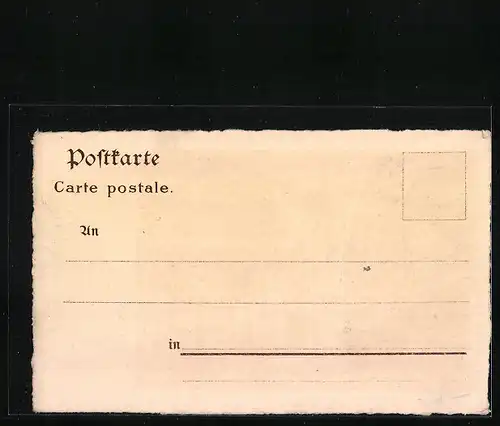 Poſtkarte
Carte postale.
An
in